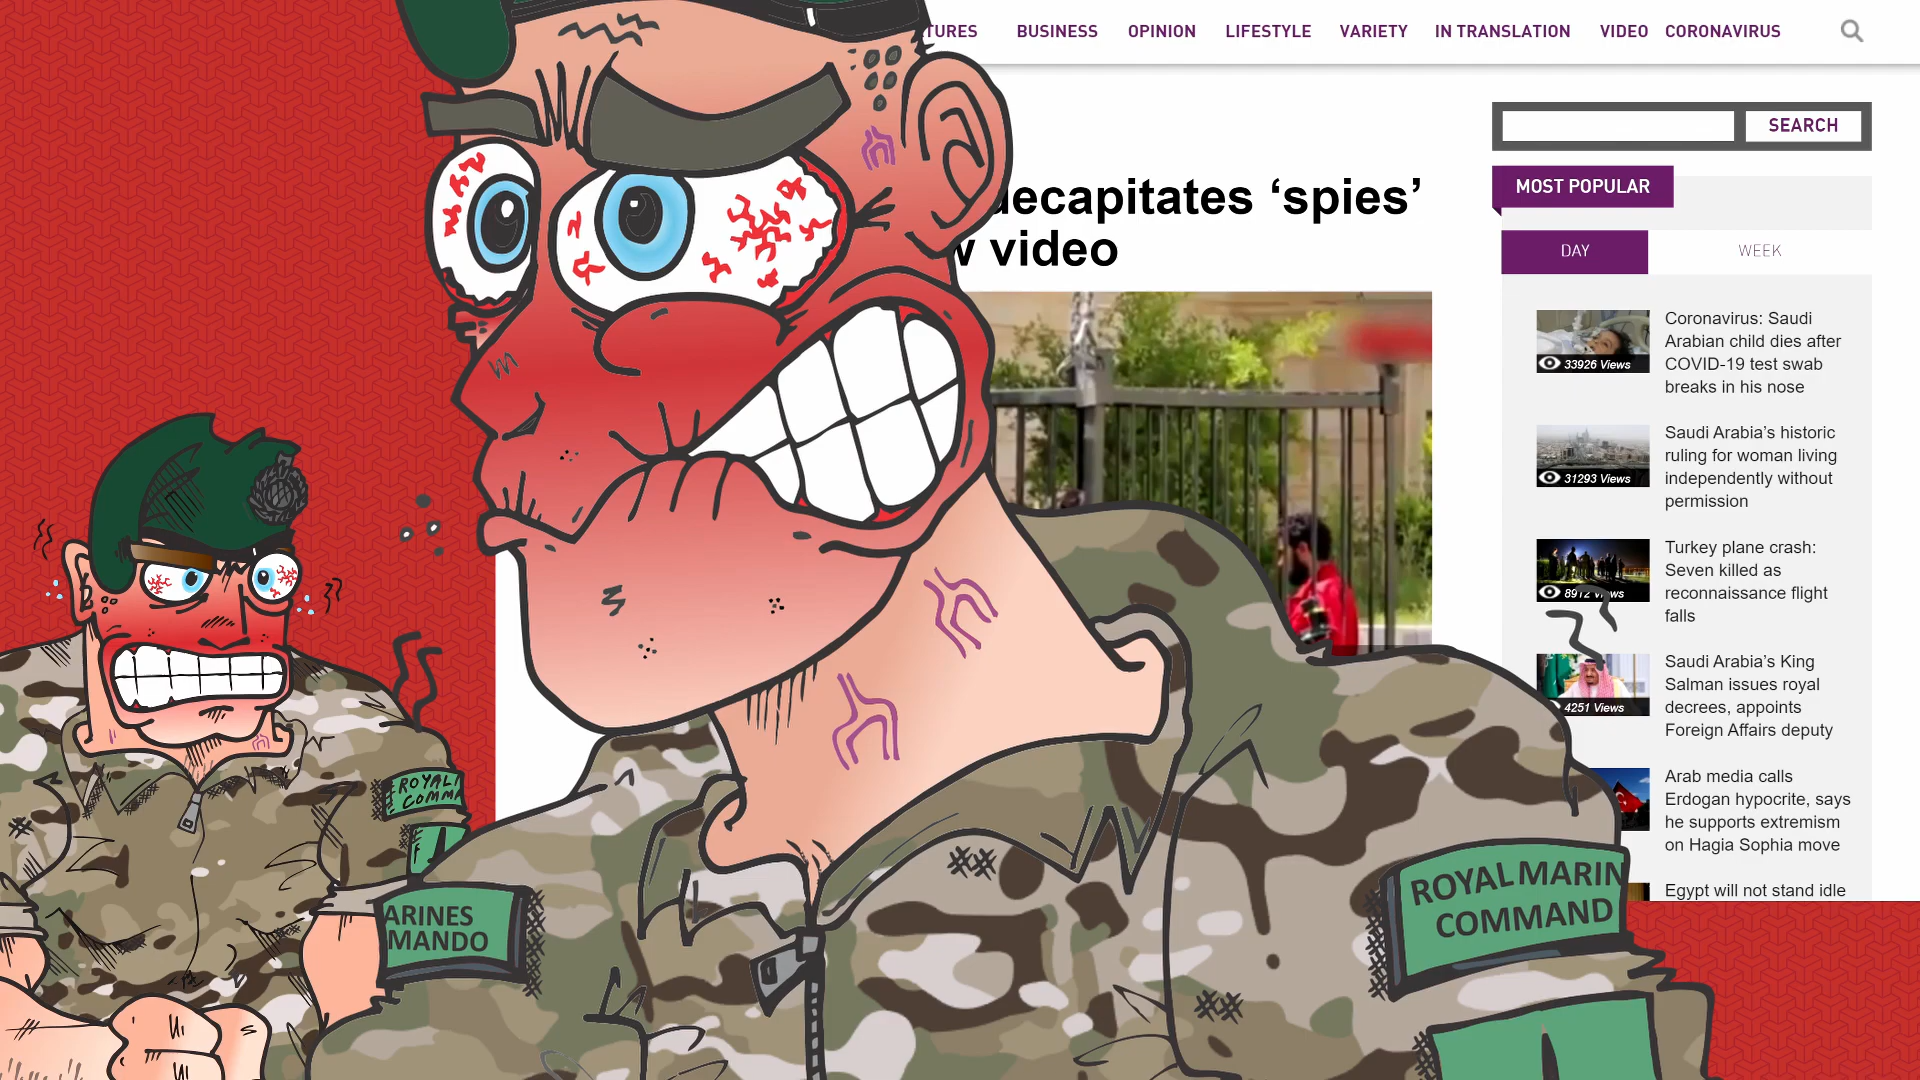 TURES BUSINESS OPINION LIFESTYLE VARIETY IN TRANSLATION VIDEO CORONAVIRUS
SEARCH
MOST POPULAR
DAY WEEK
decapitates ‘spies’
w video
Coronavirus: Saudi
Arabian child dies after
COVID-19 test swab
breaks in his nose
33926 Views
Saudi Arabia’s historic
ruling for woman living
independently without
permission
31293 Views
Turkey plane crash:
Seven killed as
reconnaissance flight
falls
8912 Views
Saudi Arabia’s King
Salman issues royal
decrees, appoints
Foreign Affairs deputy
4251 Views
Arab media calls
Erdogan hypocrite, says
he supports extremism
on Hagia Sophia move
Egypt will not stand idle
ROYAL
COMMA
ARINES
MANDO
ROYAL MARIN
COMMAND